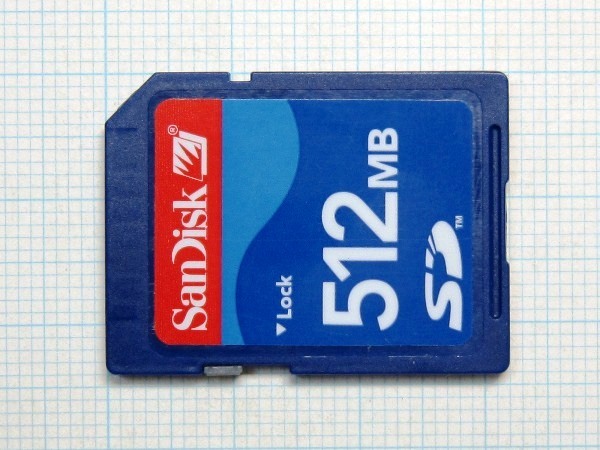 SanDisk ®
▼Lock
512MB
SD™